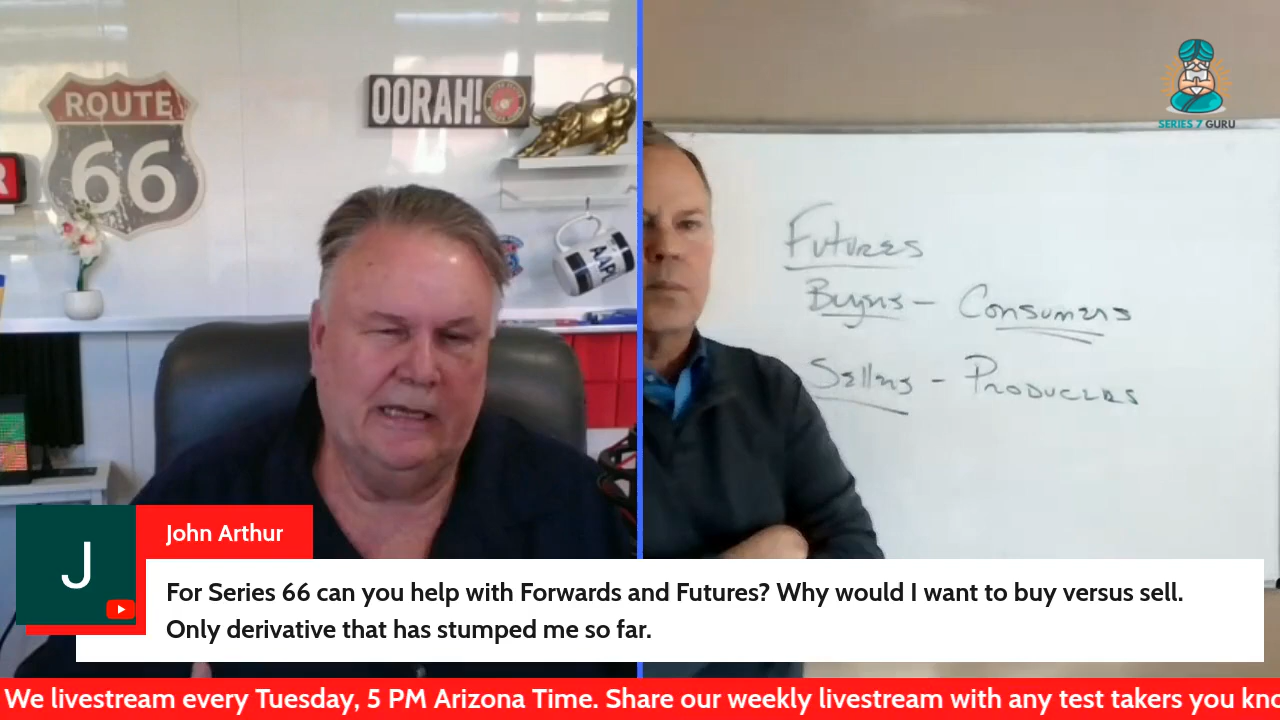 ROUTE
66
OORAH!
R
AAPL
SERIES 7 GURU
Futures
Buyers - Consumers
Sellers - Producers
J
John Arthur
For Series 66 can you help with Forwards and Futures? Why would I want to buy versus sell.
Only derivative that has stumped me so far.
We livestream every Tuesday, 5 PM Arizona Time. Share our weekly livestream with any test takers you kno